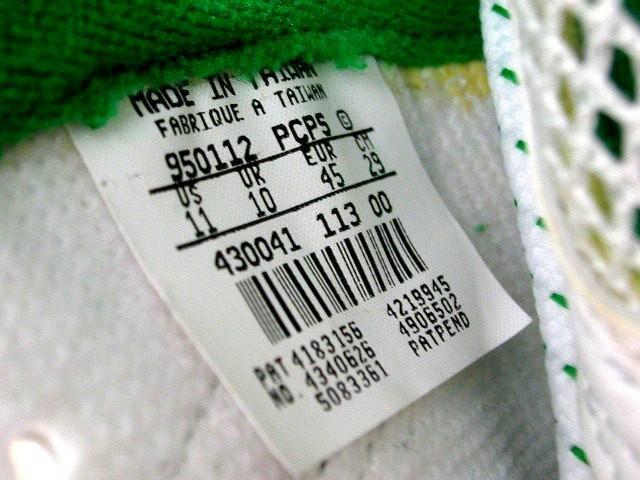 MADE IN TAIWAN
FABRIQUE A TAIWAN
950112 PCPS G
US UK EUR CM
11 10 45 29
430041 113 00
PAT 4183156 4219945
NO. 4340626 4906502
5083361 PATPEND